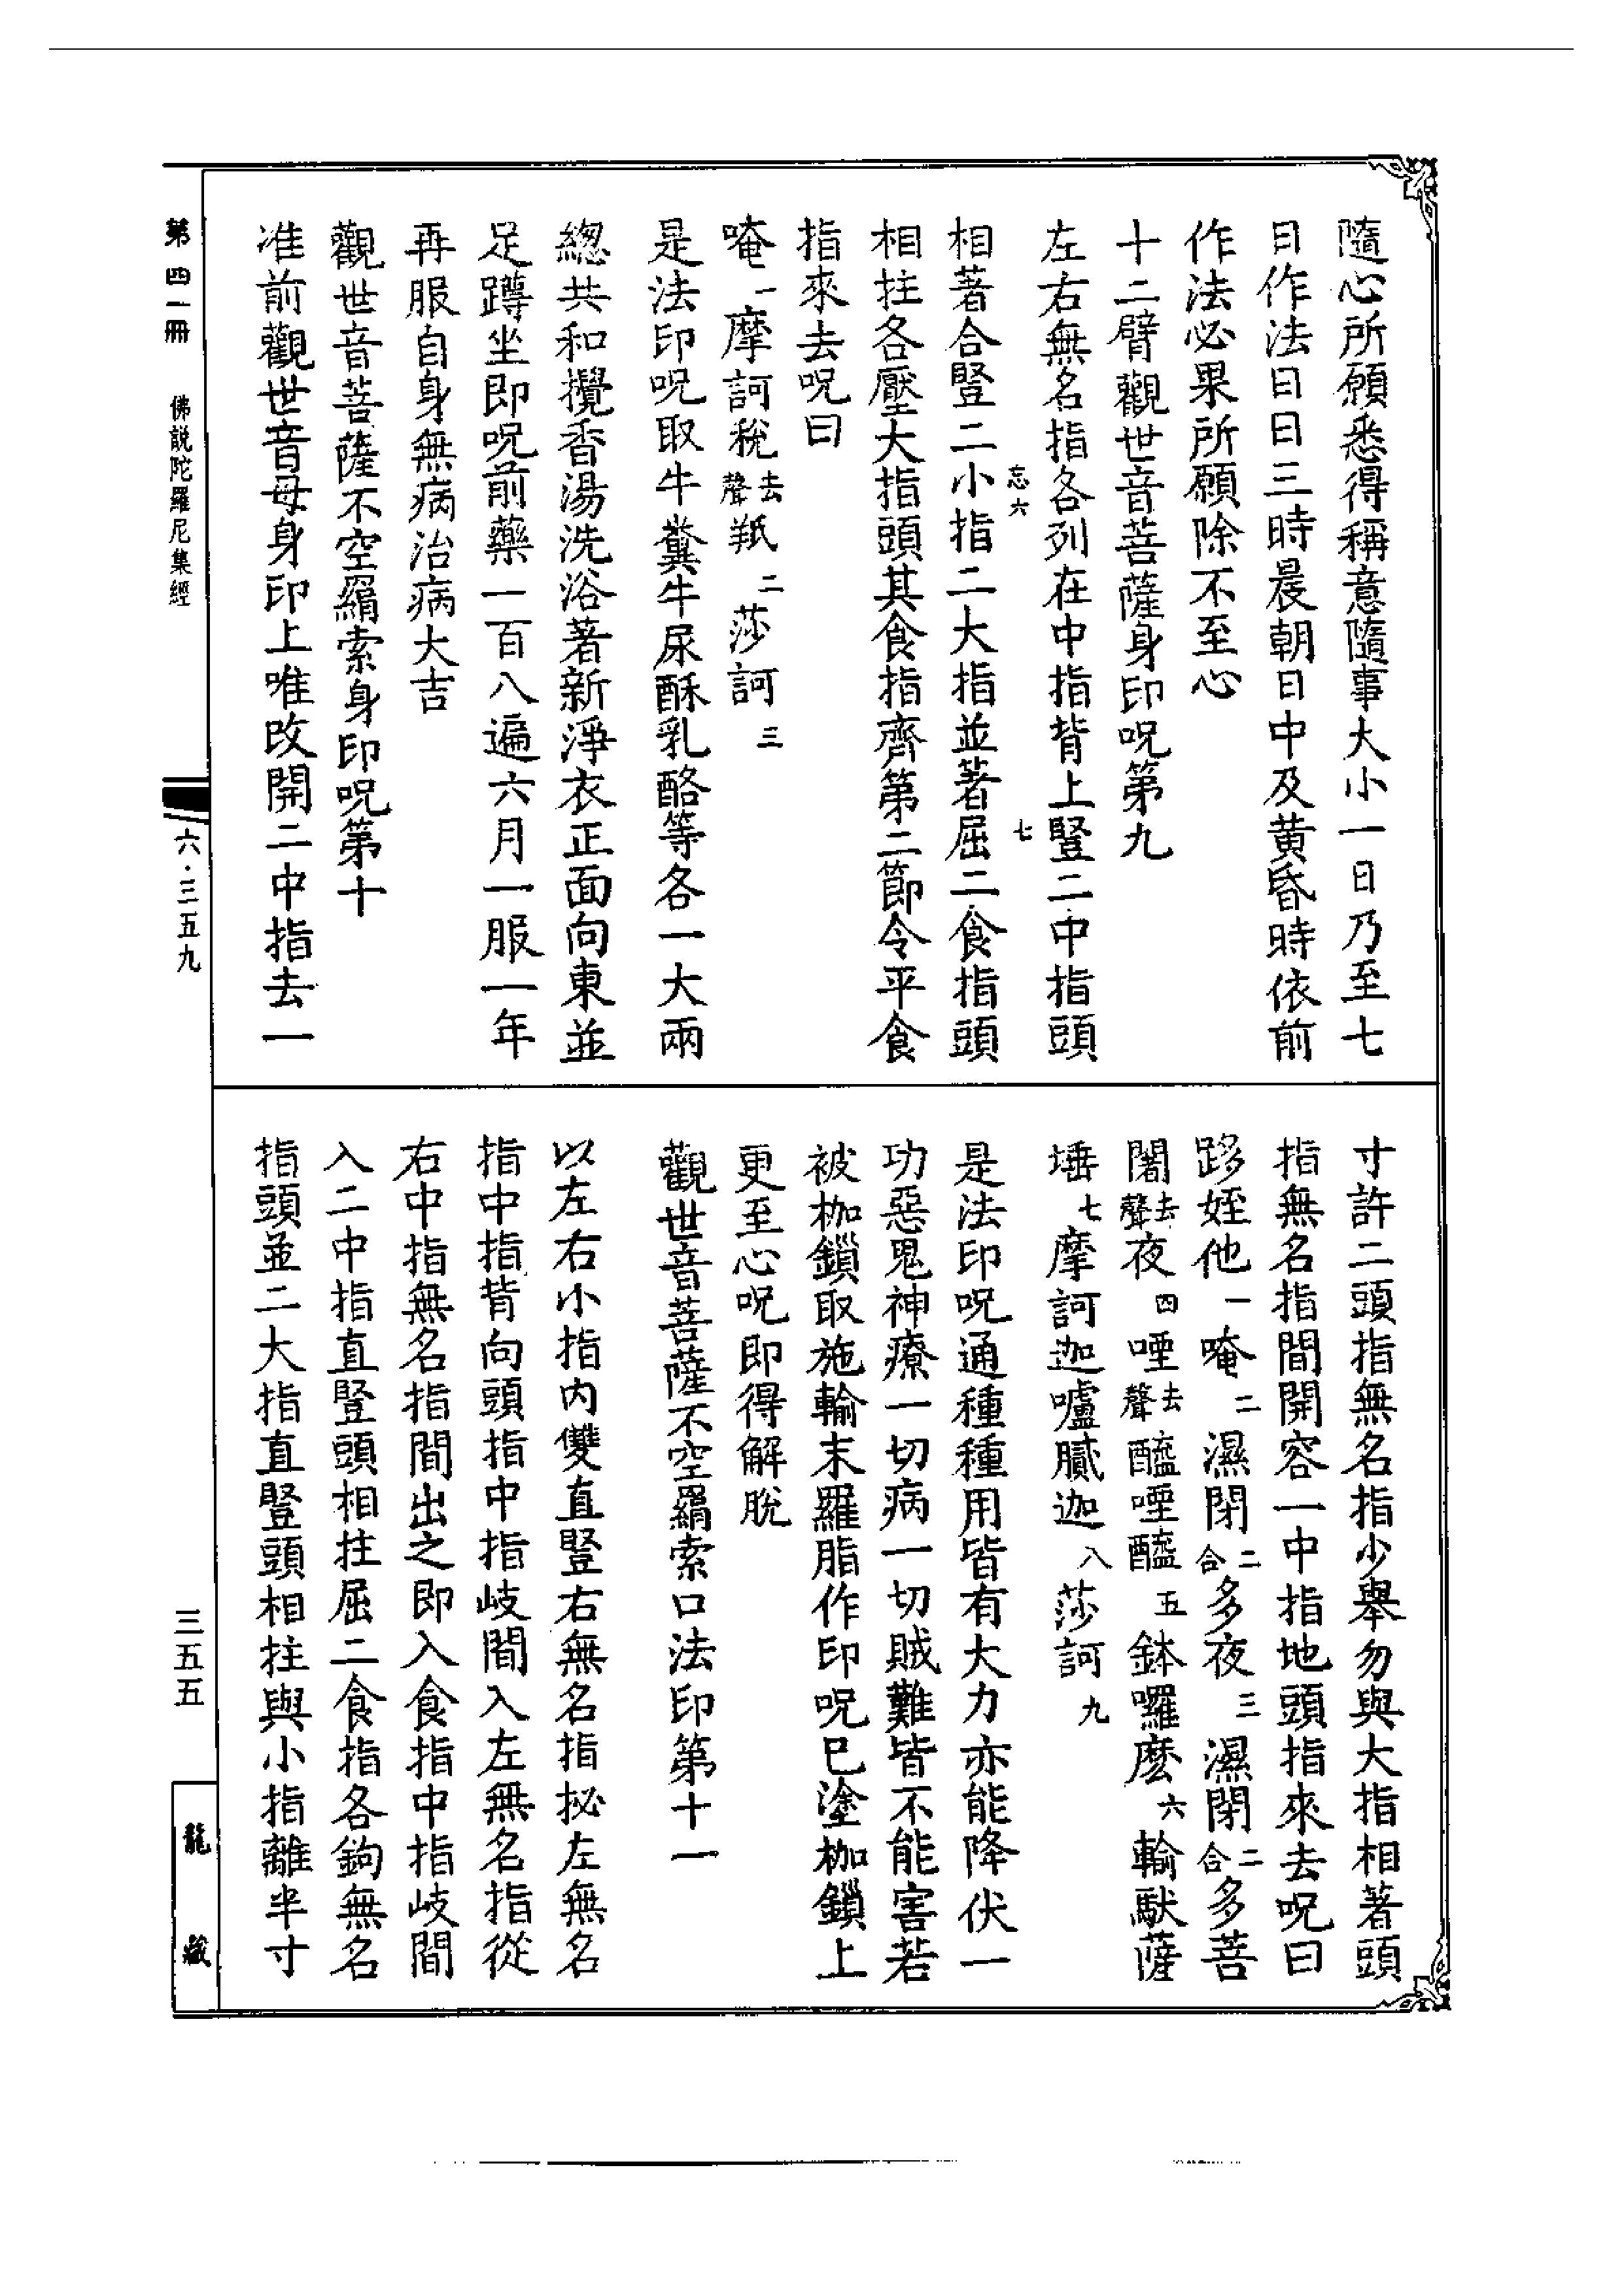 隨心所願悉得稱意隨事大小一日乃至七
日作法日日三時晨朝日中及黄昏時依前
作法必果所願除不至心
十二臂觀世音菩薩身印呪第九
左右無名指各列在中指背上豎二中指頭
忘六
七
相著合豎二小指二大指並著屈二食指頭
相拄各壓大指頭其食指齊第二節令平食
指來去呪曰
唵一摩訶稅去聲羝二莎訶三
是法印呪取牛糞牛尿酥乳酪等各一大兩
總共和攪香湯洗浴著新淨衣正面向東並
足蹲坐即呪前藥一百八遍六月一服一年
再服自身無病治病大吉
觀世音菩薩不空羂索身印呪第十
准前觀世音母身印上唯改開二中指去一
寸許二頭指無名指少舉勿與大指相著頭
指無名指間開容一中指地頭指來去呪曰
跢姪他一唵二濕閉二合多夜三濕閉二合多菩
闍去聲夜四哑去聲醯哑醯五鉢囉麽六輸馱薩
埵七摩訶迦嚧膩迦八莎訶九
是法印呪通種種用皆有大力亦能降伏一
切惡鬼神療一切病一切賊難皆不能害若
被枷鎖取施輸末羅脂作印呪巳塗枷鎖上
更至心呪即得解脫
觀世音菩薩不空羂索口法印第十一
以左右小指內雙直豎右無名指拟左無名
指中指背向頭指中指岐間入左無名指從
右中指無名指間出之即入食指中指岐間
入二中指直豎頭相拄屈二食指各鉤無名
指頭並二大指直豎頭相拄與小指離半寸
第四一冊
佛説陀羅尼集經
六·三五九
三五五
龍藏